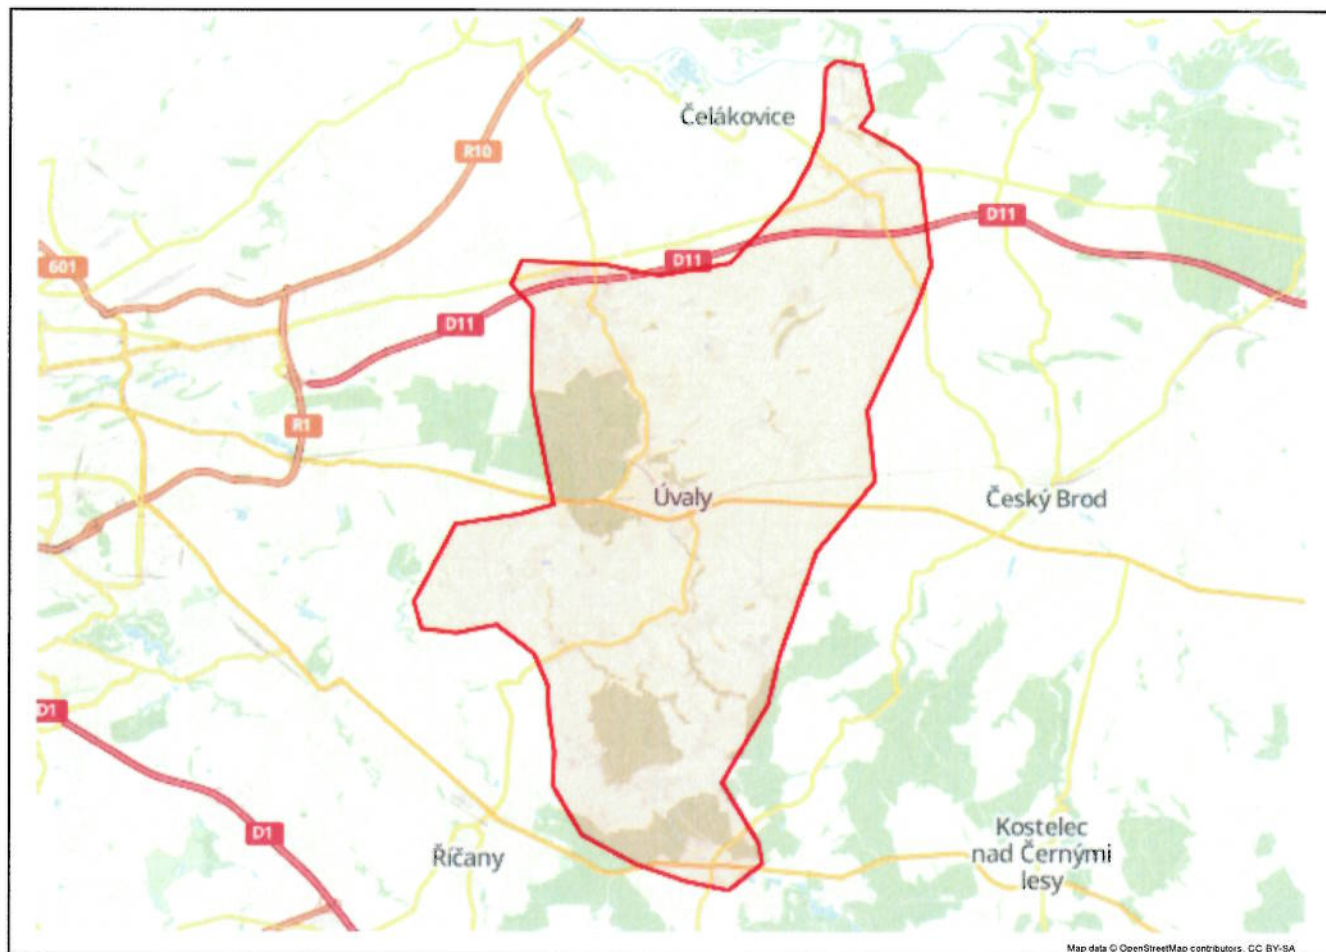 Čelákovice
R10
D11
601
D11
D11
R1
Úvaly
Český Brod
D1
D1
Říčany
Kostelec
nad Černými
lesy
Map data © OpenStreetMap contributors, CC BY-SA